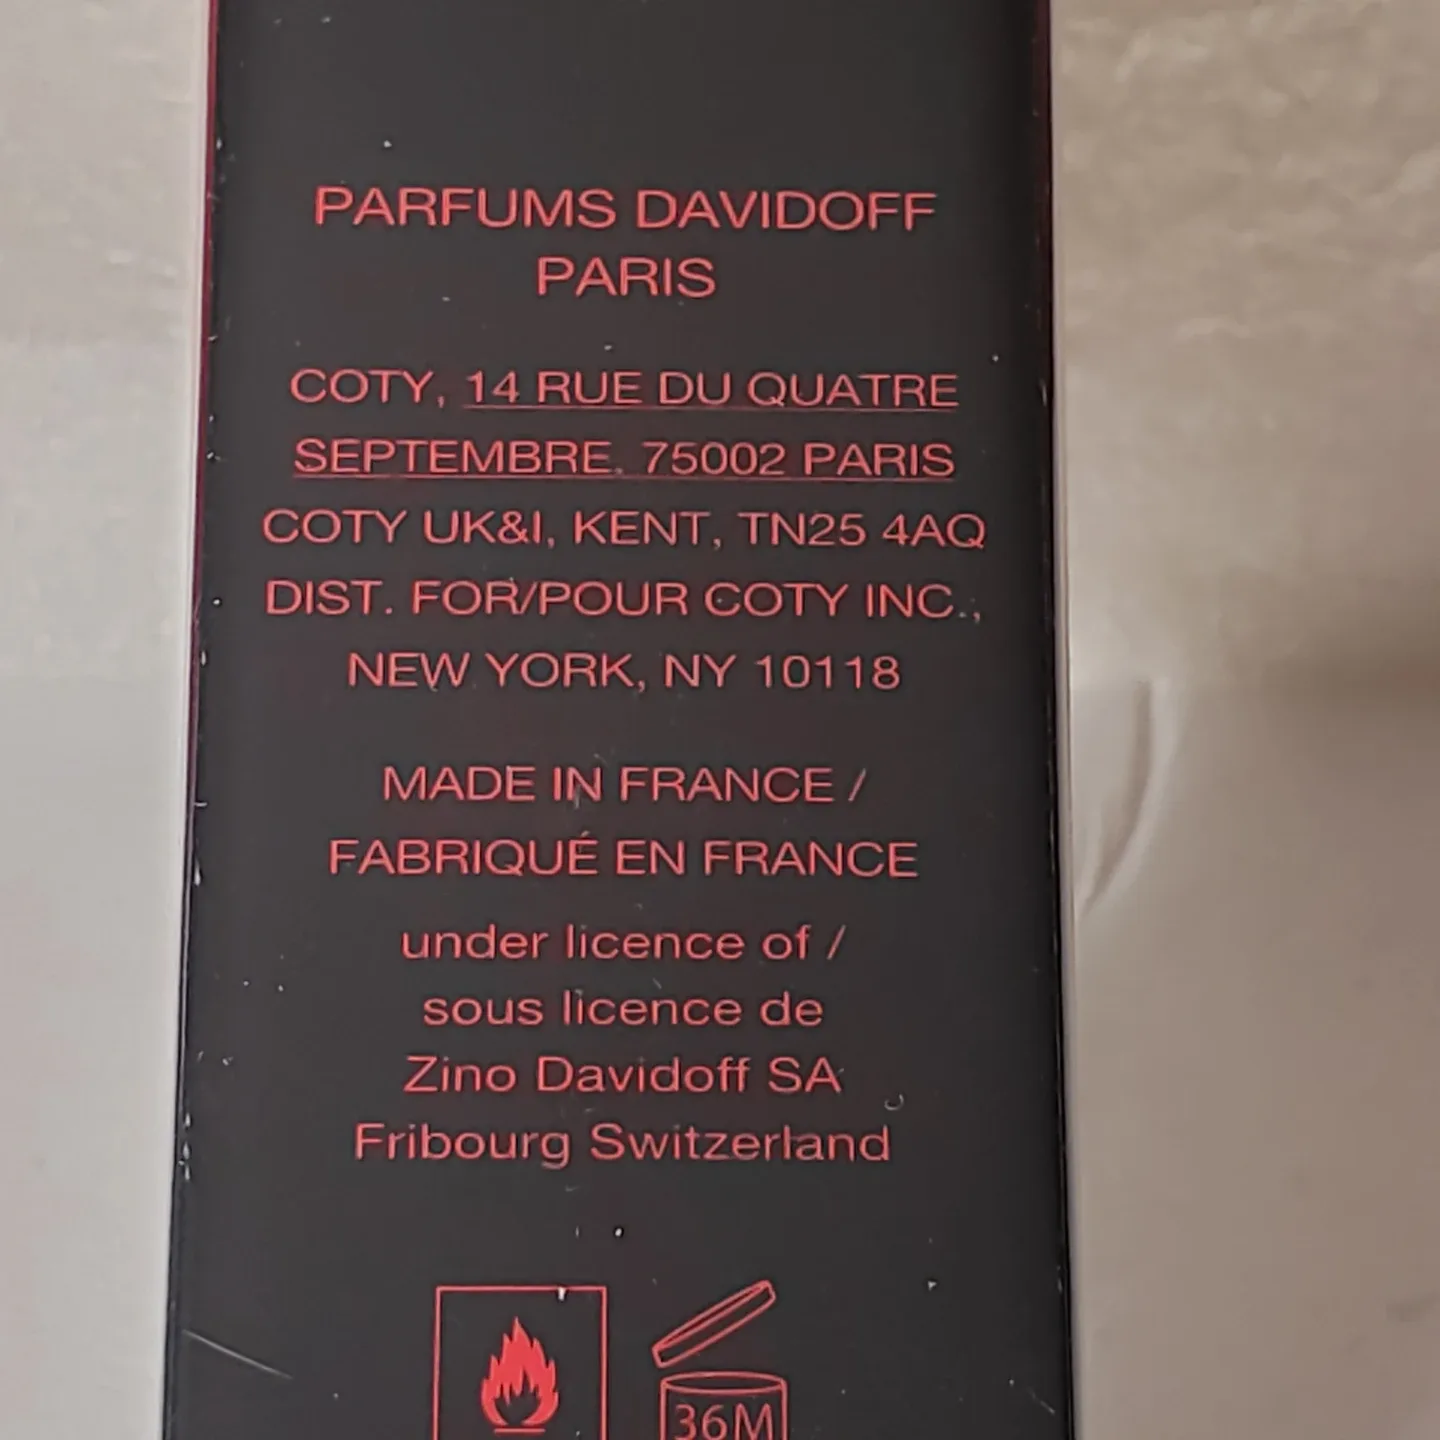 PARFUMS DAVIDOFF
PARIS
COTY, 14 RUE DU QUATRE
SEPTEMBRE, 75002 PARIS
COTY UK&I, KENT, TN25 4AQ
DIST. FOR/POUR COTY INC.,
NEW YORK, NY 10118
MADE IN FRANCE /
FABRIQUÉ EN FRANCE
under licence of /
sous licence de
Zino Davidoff SA
Fribourg Switzerland
36M